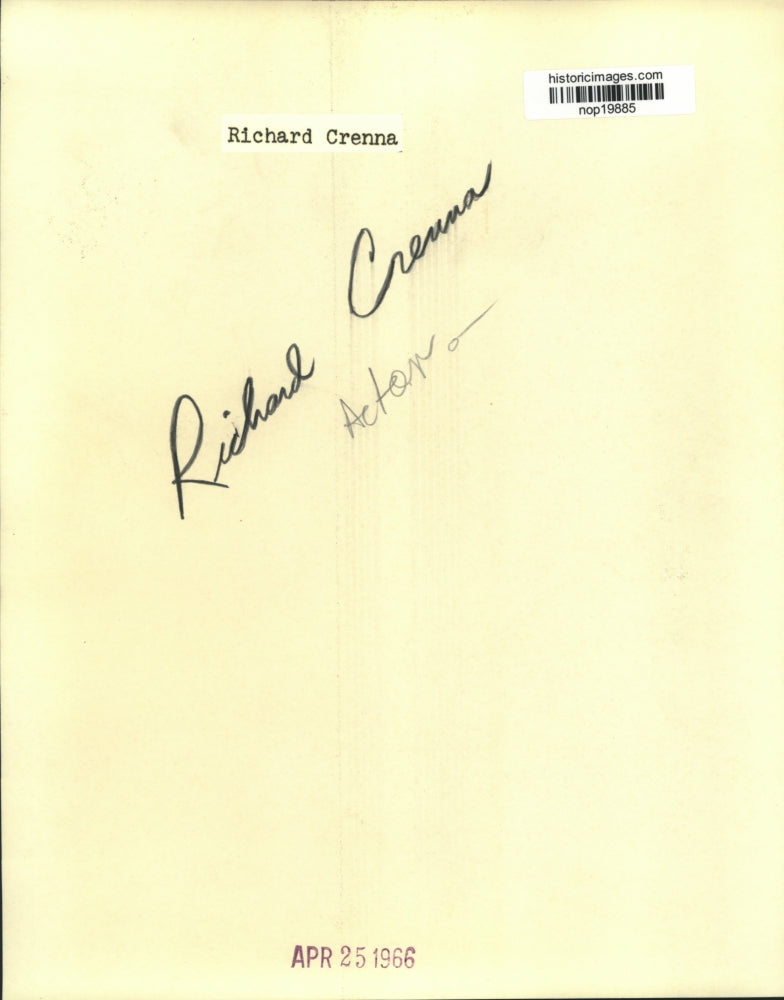 historicimages.com
nop19885
Richard Crenna
Richard Crenna
Actor. —
APR 25 1966